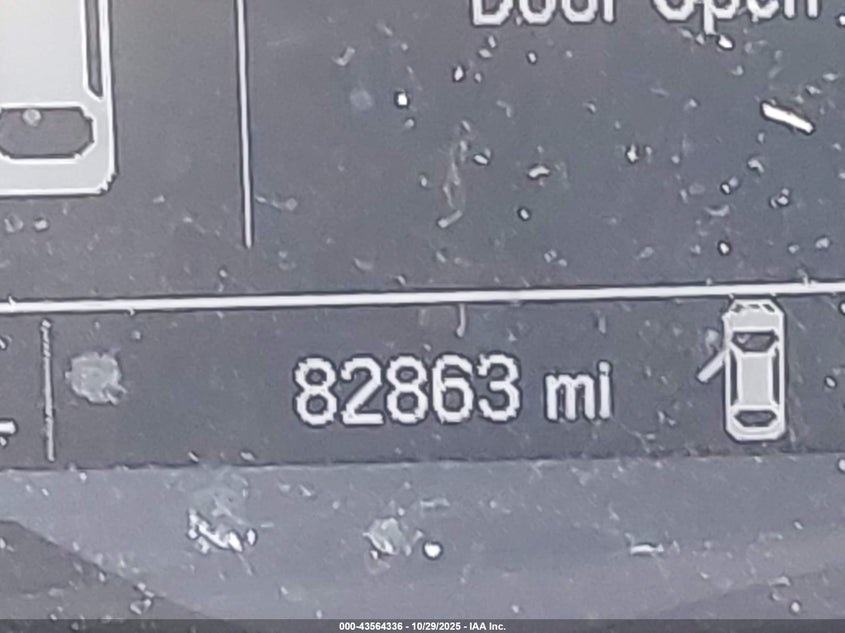 Door Open
82863 mi
000-43564336 - 10/29/2025 - IAA Inc.